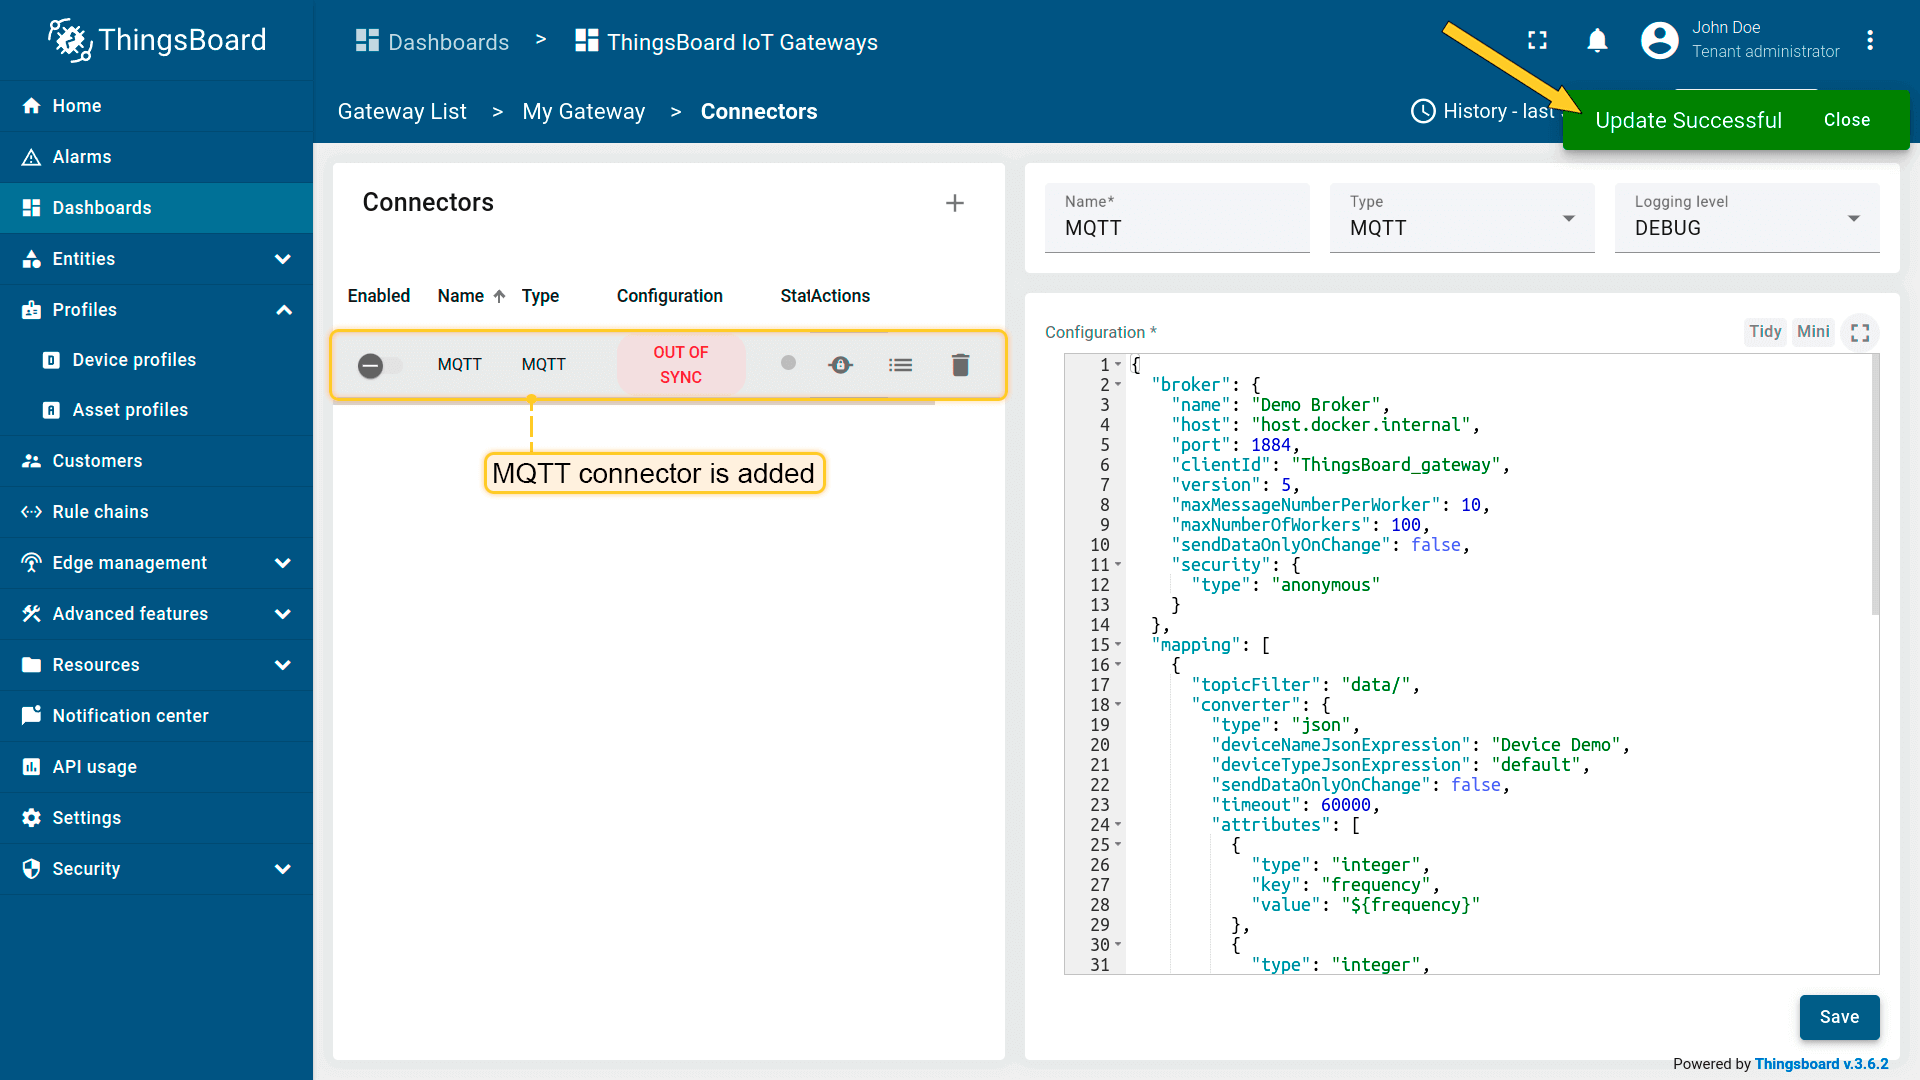 ThingsBoard
Dashboards > ThingsBoard IoT Gateways
John Doe
Tenant administrator
Home
Alarms
Dashboards
Entities
Profiles
Device profiles
Asset profiles
Customers
Rule chains
Edge management
Advanced features
Resources
Notification center
API usage
Settings
Security
Gateway List > My Gateway > Connectors
History - last
Update Successful Close
Connectors
Enabled Name Type Configuration Stat Actions
MQTT MQTT OUT OF
SYNC
MQTT connector is added
Name*
MQTT
Type
MQTT
Logging level
DEBUG
Configuration *
Tidy Mini
1 {
2 "broker": {
3 "name": "Demo Broker",
4 "host": "host.docker.internal",
5 "port": 1884,
6 "clientId": "ThingsBoard_gateway",
7 "version": 5,
8 "maxMessageNumberPerWorker": 10,
9 "maxNumberOfWorkers": 100,
10 "sendDataOnlyOnChange": false,
11 "security": {
12 "type": "anonymous"
13 }
14 },
15 "mapping": [
16 {
17 "topicFilter": "data/",
18 "converter": {
19 "type": "json",
20 "deviceNameJsonExpression": "Device Demo",
21 "deviceTypeJsonExpression": "default",
22 "sendDataOnlyOnChange": false,
23 "timeout": 60000,
24 "attributes": [
25 {
26 "type": "integer",
27 "key": "frequency",
28 "value": "${frequency}"
29 },
30 {
31 "type": "integer",
Save
Powered by Thingsboard v.3.6.2